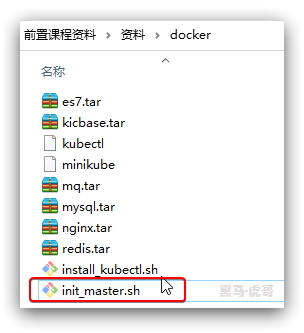 前置课程资料 > 资料 > docker
名称
es7.tar
kicbase.tar
kubectl
minikube
mq.tar
mysql.tar
nginx.tar
redis.tar
install_kubectl.sh
init_master.sh
黑马-虎哥